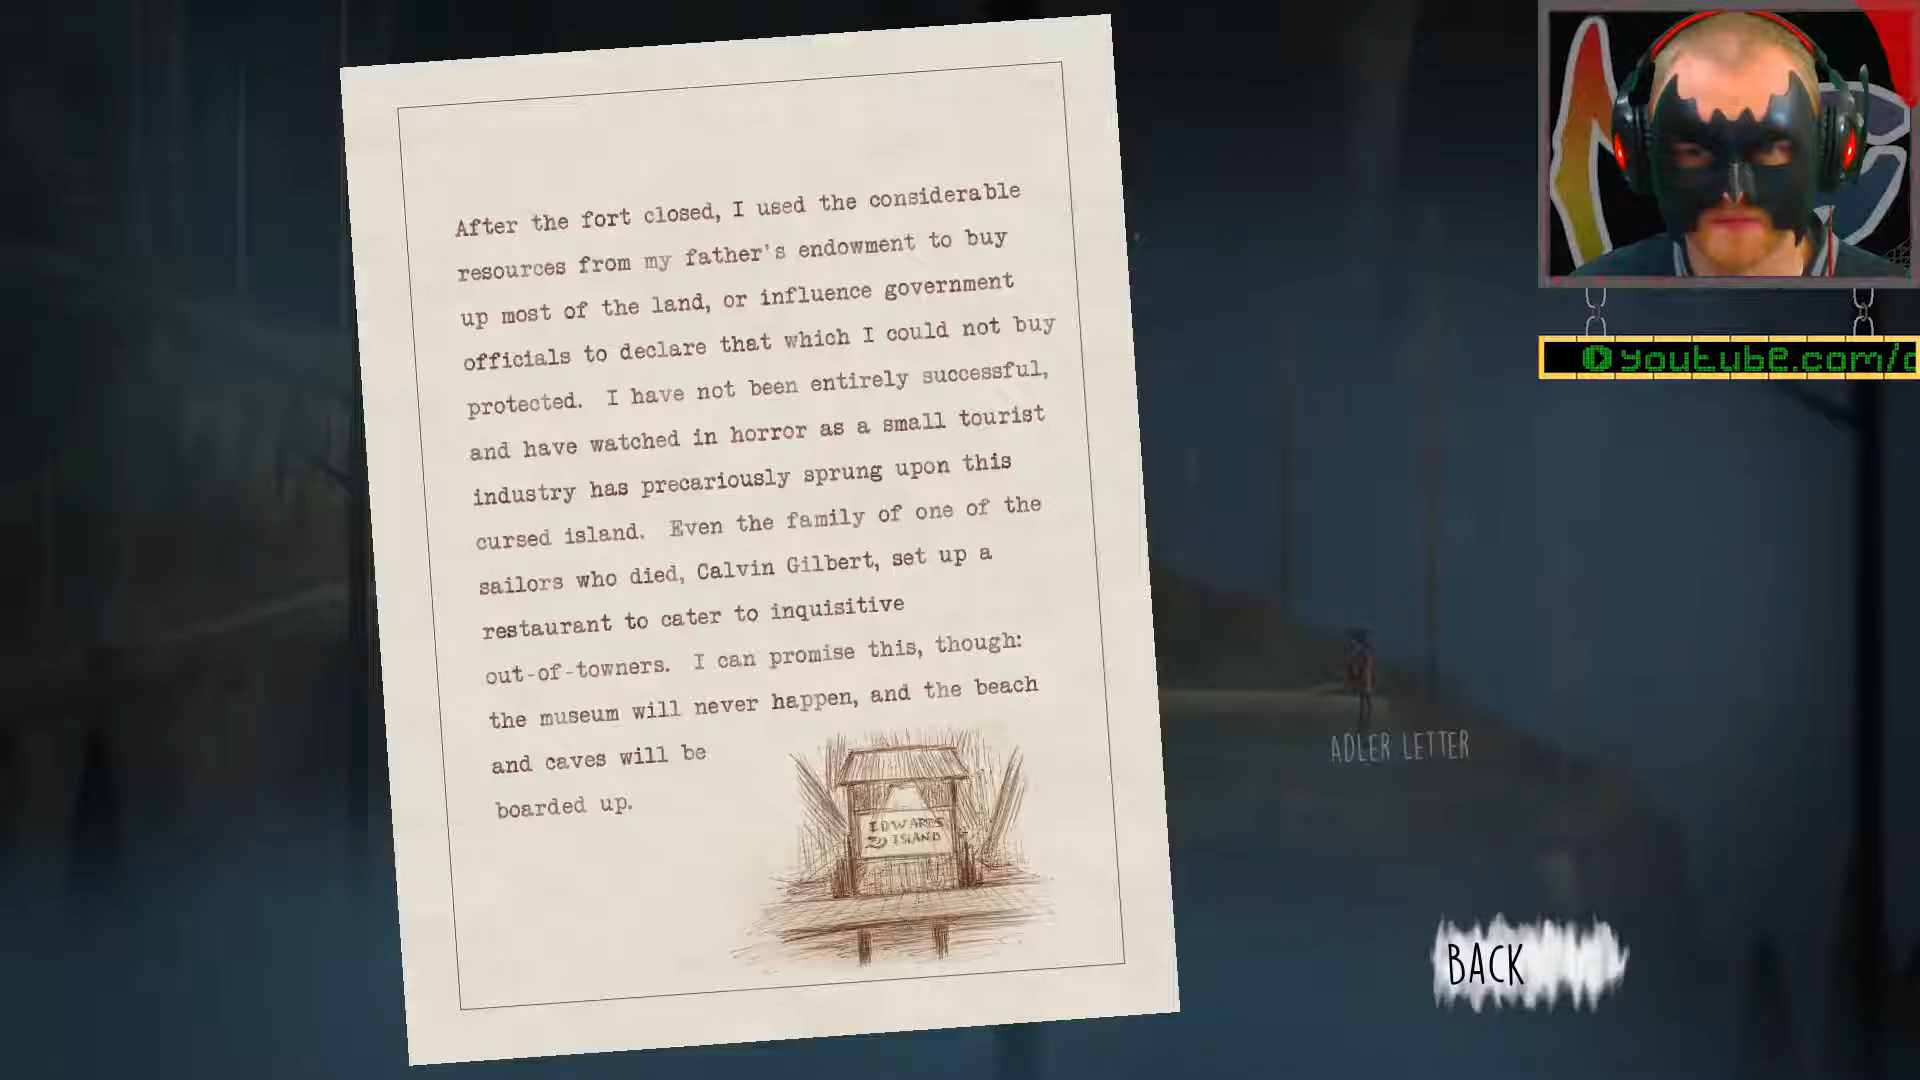 After the fort closed, I used the considerable
resources from my father's endowment to buy
up most of the land, or influence government
officials to declare that which I could not buy
protected. I have not been entirely successful,
and have watched in horror as a small tourist
industry has precariously sprung upon this
cursed island. Even the family of one of the
sailors who died, Calvin Gilbert, set up a
restaurant to cater to inquisitive
out-of-towners. I can promise this, though:
the museum will never happen, and the beach
and caves will be
boarded up.
EDWARDS
ISLAND
youtube.com/
ADLER LETTER
BACK